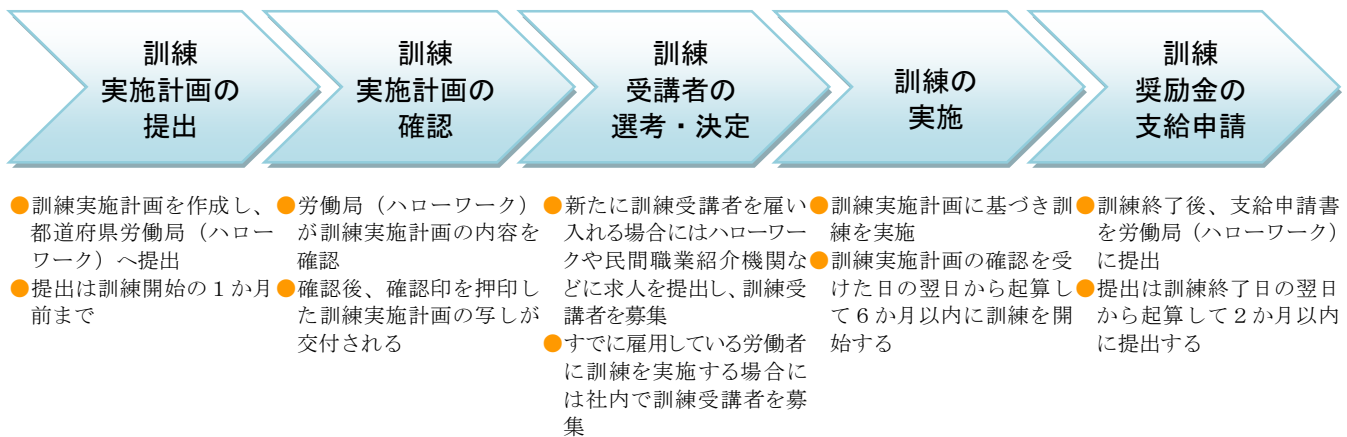 訓練
実施計画の
提出
訓練
実施計画の
確認
訓練
受講者の
選考・決定
訓練の
実施
訓練
奨励金の
支給申請
●訓練実施計画を作成し、
都道府県労働局（ハロー
ワーク）へ提出
●提出は訓練開始の１か月
前まで
●労働局（ハローワーク）
が訓練実施計画の内容を
確認
●確認後、確認印を押印し
た訓練実施計画の写しが
交付される
●新たに訓練受講者を雇い
入れる場合にはハローワー
クや民間職業紹介機関な
どに求人を提出し、訓練受
講者を募集
●すでに雇用している労働者
に訓練を実施する場合に
は社内で訓練受講者を募
集
●訓練実施計画に基づき訓
練を実施
●訓練実施計画の確認を受
けた日の翌日から起算し
て６か月以内に訓練を開
始する
●訓練終了後、支給申請書
を労働局（ハローワーク）
に提出
●提出は訓練終了日の翌日
から起算して２か月以内
に提出する